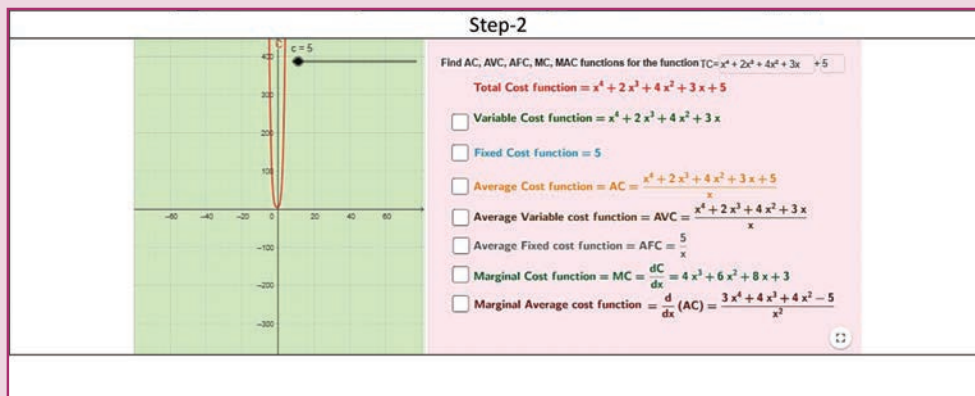 Step-2
C
c = 5
400
300
200
100
-60 -40 -20 0 20 40 60
-100
-200
-300
Find AC, AVC, AFC, MC, MAC functions for the function TC= x⁴ + 2x³ + 4x² + 3x +5
Total Cost function = x⁴ + 2 x³ + 4 x² + 3 x + 5
Variable Cost function = x⁴ + 2 x³ + 4 x² + 3 x
Fixed Cost function = 5
Average Cost function = AC = (x⁴ + 2 x³ + 4 x² + 3 x + 5)/x
Average Variable cost function = AVC = (x⁴ + 2 x³ + 4 x² + 3 x)/x
Average Fixed cost function = AFC = 5/x
Marginal Cost function = MC = dC/dx = 4 x³ + 6 x² + 8 x + 3
Marginal Average cost function = d/dx (AC) = (3 x⁴ + 4 x³ + 4 x² − 5)/x²